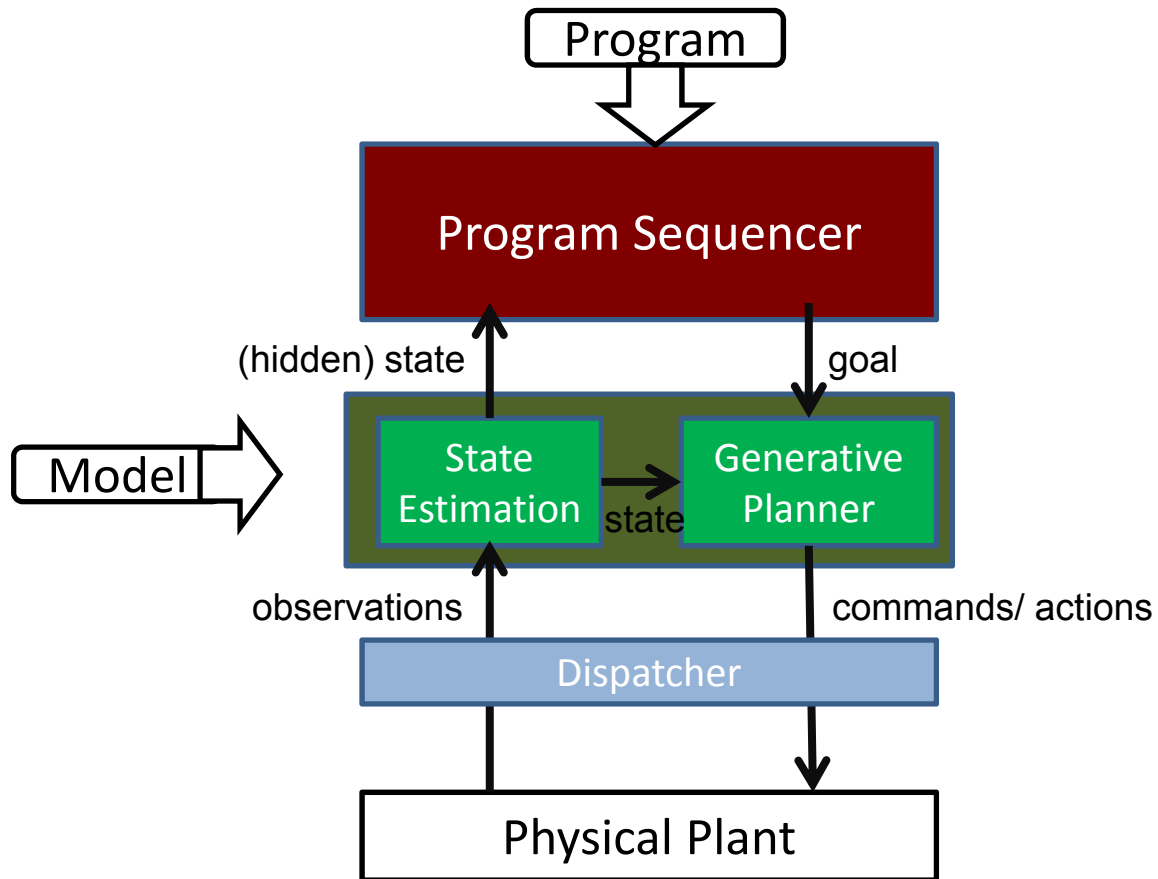 Program
Program Sequencer
(hidden) state
goal
Model
State
Estimation
state
Generative
Planner
observations
commands/ actions
Dispatcher
Physical Plant